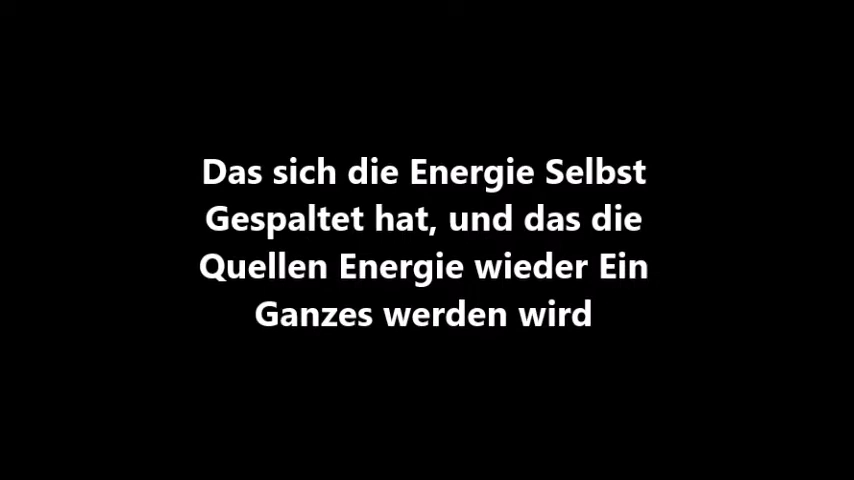 Das sich die Energie Selbst
Gespaltet hat, und das die
Quellen Energie wieder Ein
Ganzes werden wird